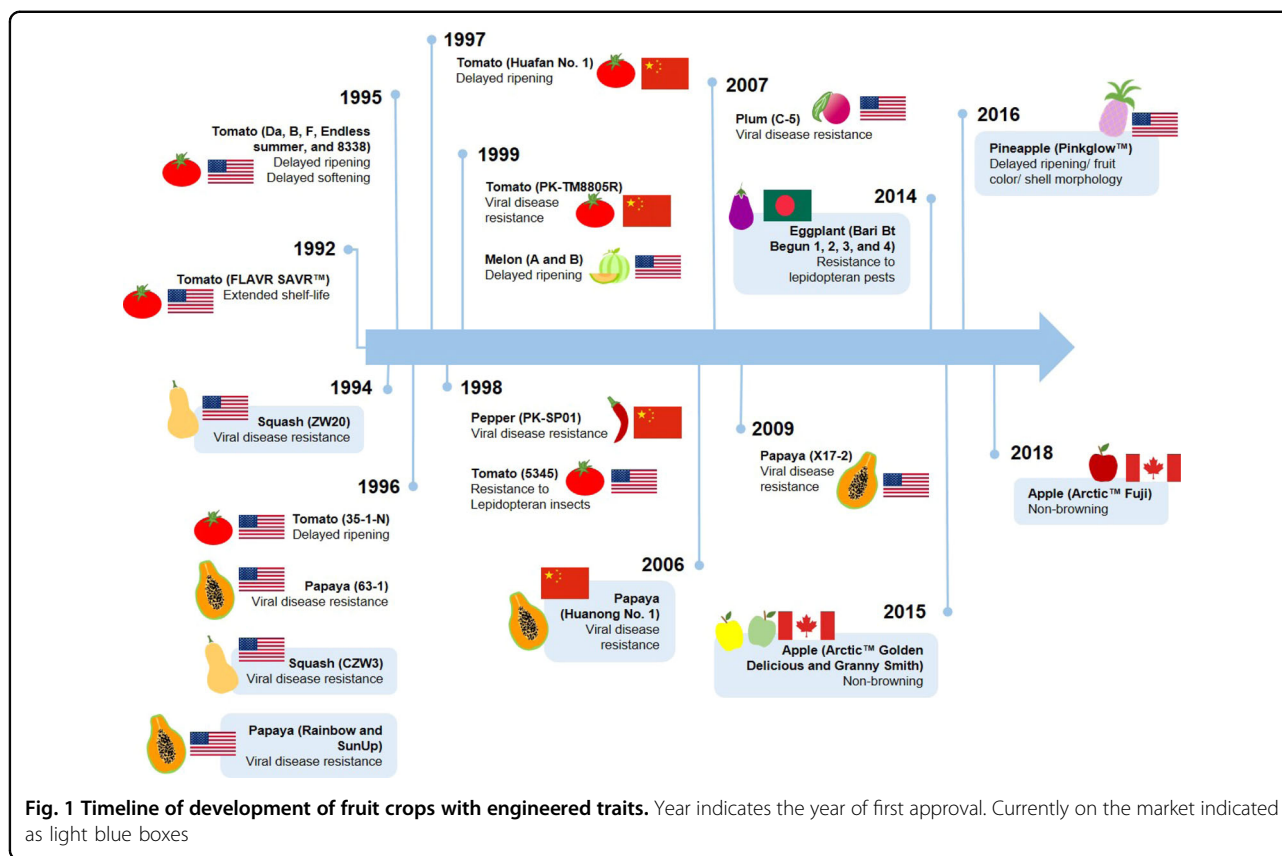 1997
Tomato (Huafan No. 1)
Delayed ripening
1995
Tomato (Da, B, F, Endless
summer, and 8338)
Delayed ripening
Delayed softening
1999
Tomato (PK-TM8805R)
Viral disease
resistance
Melon (A and B)
Delayed ripening
1992
Tomato (FLAVR SAVR™)
Extended shelf-life
2007
Plum (C-5)
Viral disease resistance
2014
Eggplant (Bari Bt
Begun 1, 2, 3, and 4)
Resistance to
lepidopteran pests
2016
Pineapple (Pinkglow™)
Delayed ripening/ fruit
color/ shell morphology
1994
Squash (ZW20)
Viral disease resistance
1996
Tomato (35-1-N)
Delayed ripening
Papaya (63-1)
Viral disease resistance
Squash (CZW3)
Viral disease resistance
Papaya (Rainbow and
SunUp)
Viral disease resistance
1998
Pepper (PK-SP01)
Viral disease resistance
Tomato (5345)
Resistance to
Lepidopteran insects
2006
Papaya
(Huanong No. 1)
Viral disease
resistance
2009
Papaya (X17-2)
Viral disease
resistance
2015
Apple (Arctic™ Golden
Delicious and Granny Smith)
Non-browning
2018
Apple (Arctic™ Fuji)
Non-browning
Fig. 1 Timeline of development of fruit crops with engineered traits. Year indicates the year of first approval. Currently on the market indicated
as light blue boxes